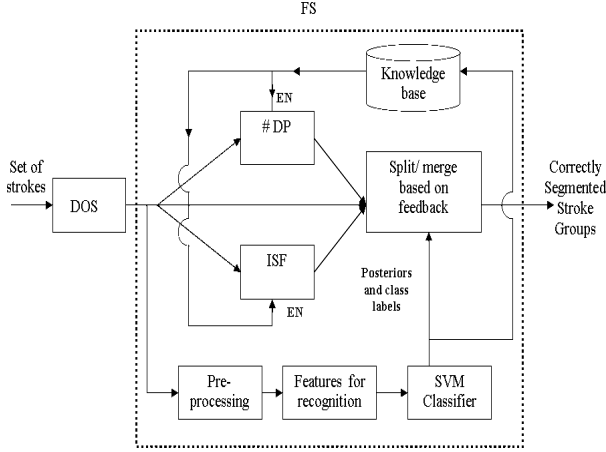 FS
Knowledge
base
EN
# DP
Set of
strokes
DOS
Split/ merge
based on
feedback
Correctly
Segmented
Stroke
Groups
ISF
EN
Posteriors
and class
labels
Pre-
processing
Features for
recognition
SVM
Classifier